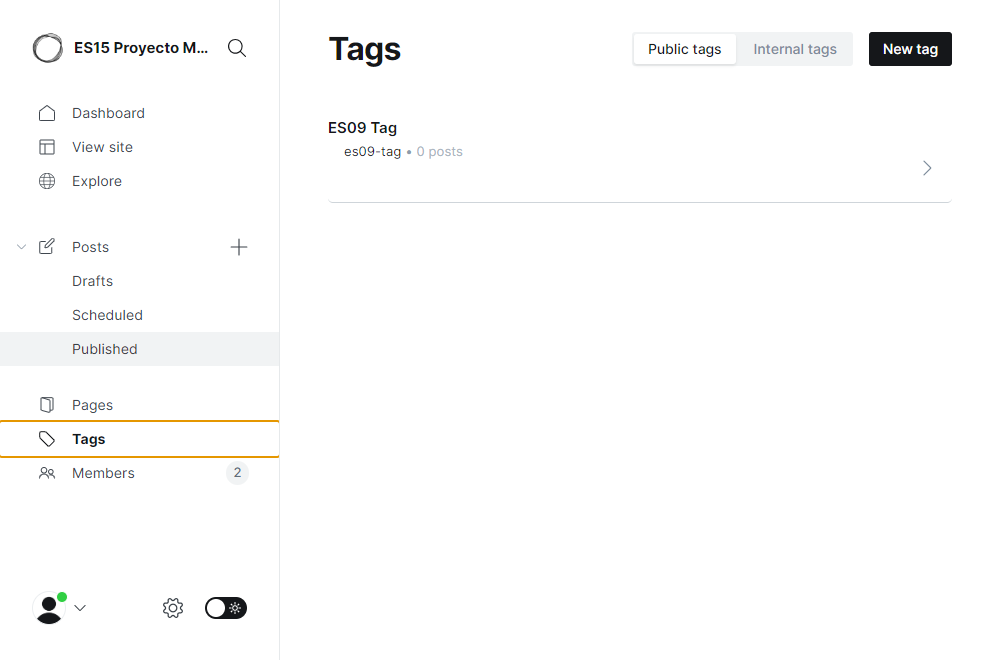 ES15 Proyecto M...
Dashboard
View site
Explore
Posts
Drafts
Scheduled
Published
Pages
Tags
Members
2
Tags
Public tags
Internal tags
New tag
ES09 Tag
es09-tag • 0 posts